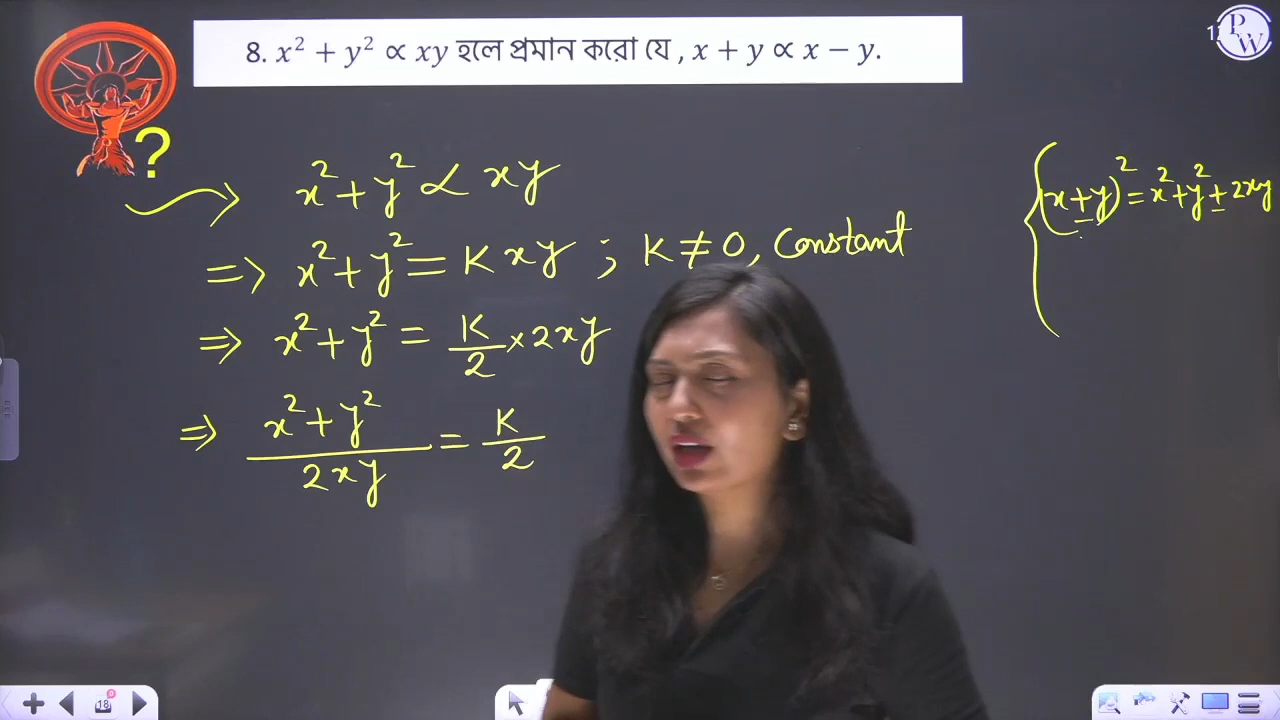 8. x² + y² ∝ xy হলে প্রমান করো যে , x + y ∝ x − y.
PW
?
x² + y² ∝ xy
(x ± y)² = x² + y² ± 2xy
=> x² + y² = K xy ; K ≠ 0, Constant
=> x² + y² = K/2 × 2xy
=> (x² + y²)/(2xy) = K/2
18